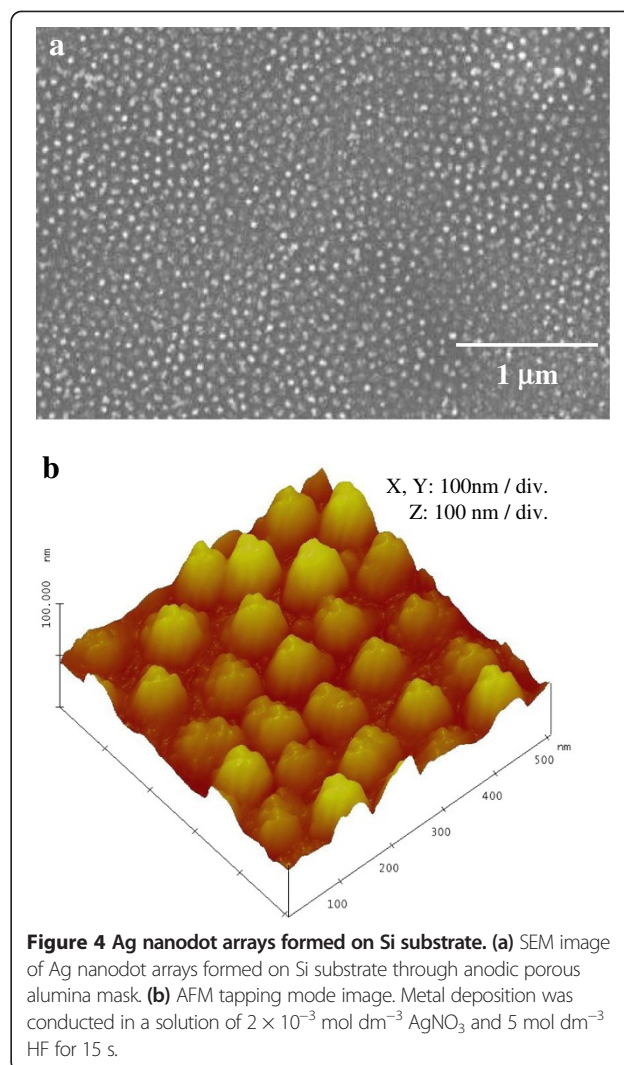 a
1 μm
b
X, Y: 100nm / div.
Z: 100 nm / div.
nm
100.000
nm
500
400
300
200
100
Figure 4 Ag nanodot arrays formed on Si substrate. (a) SEM image
of Ag nanodot arrays formed on Si substrate through anodic porous
alumina mask. (b) AFM tapping mode image. Metal deposition was
conducted in a solution of 2 × 10⁻³ mol dm⁻³ AgNO₃ and 5 mol dm⁻³
HF for 15 s.